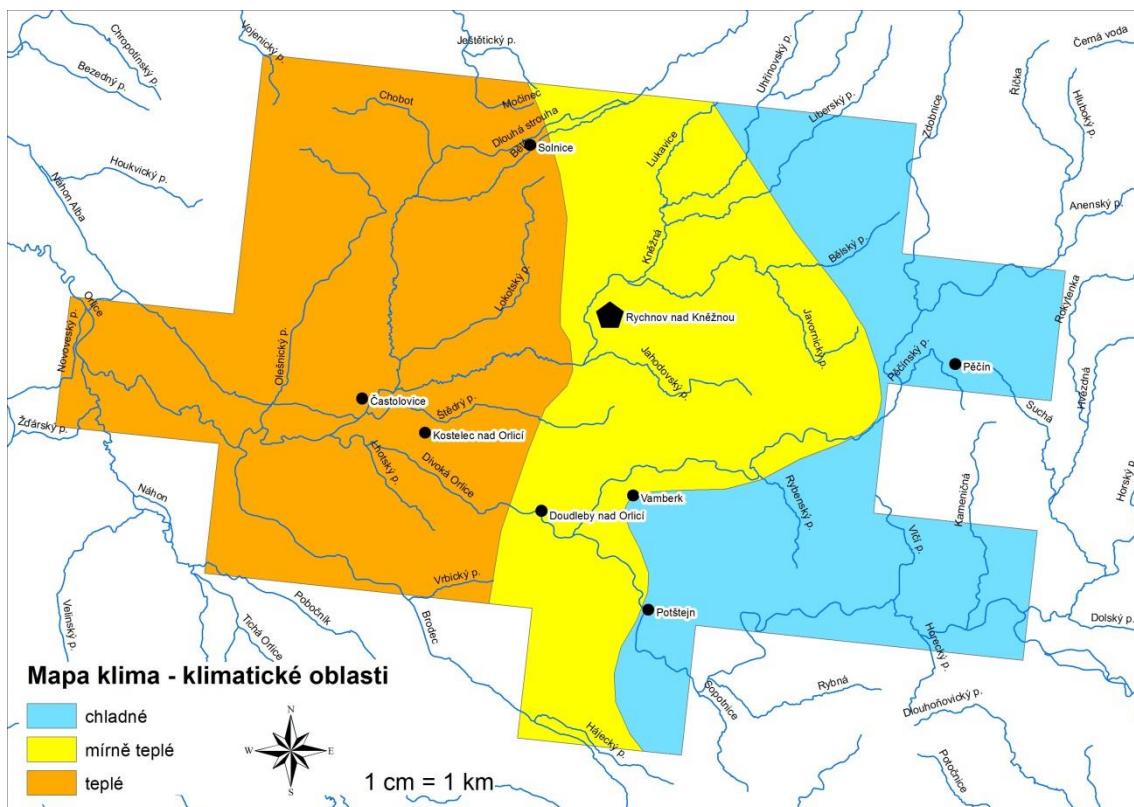 Vojenický p.
Chropotínský p.
Bezedný p.
Ještětický p.
Uhřínovský p.
Černá voda
Říčka
Hluboký p.
Chobot
Močinec
Liberský p.
Zdobnice
Dlouhá strouha
Solnice
Lukavice
Houkvický p.
Náhon Alba
Anenský p.
Kněžná
Bělský p.
Lokotský p.
Rokytenka
Orlice
Novoveský p.
Rychnov nad Kněžnou
Javornický p.
Olešnický p.
Pěčínský p.
Pěčín
Jahodovský p.
Hvězdná
Suchá
Častolovice
Štědrý p.
Žďárský p.
Kostelec nad Orlicí
Lhotský p.
Divoká Orlice
Horský p.
Náhon
Vamberk
Rybenský p.
Kameničná
Doudleby nad Orlicí
Vlčí p.
Vrbický p.
Pobočník
Potštejn
Velinský p.
Tichá Orlice
Brodec
Dolský p.
Horecký p.
Mapa klima - klimatické oblasti
Sopotnice
Rybná
Dlouhoňovický p.
chladné
mírně teplé
teplé
N
W
E
S
1 cm = 1 km
Hájecký p.
Potočnice